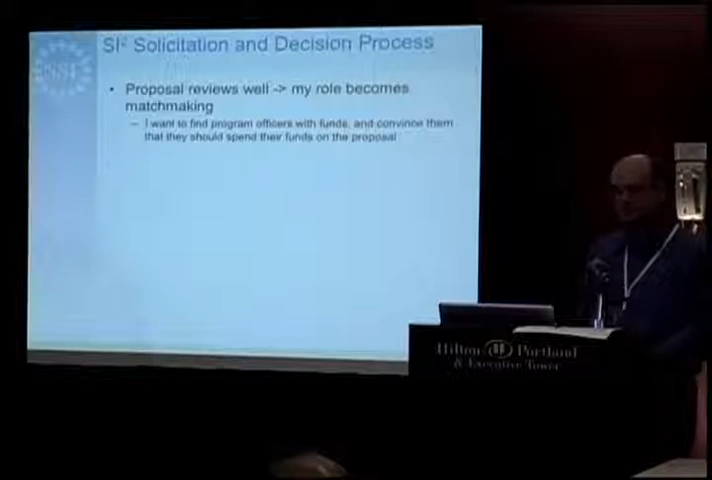 SI² Solicitation and Decision Process
• Proposal reviews well -> my role becomes
matchmaking
– I want to find program officers with funds, and convince them
that they should spend their funds on the proposal
NSF
Hilton Portland
& Executive Tower